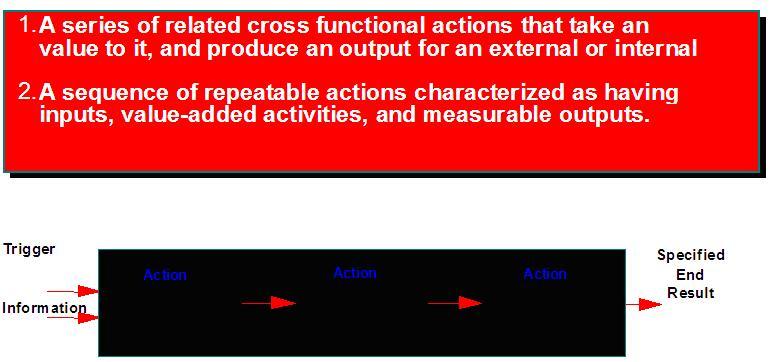 1. A series of related cross functional actions that take an
value to it, and produce an output for an external or internal
2. A sequence of repeatable actions characterized as having
inputs, value-added activities, and measurable outputs.
Trigger
Action
Action
Action
Specified
End
Result
Information